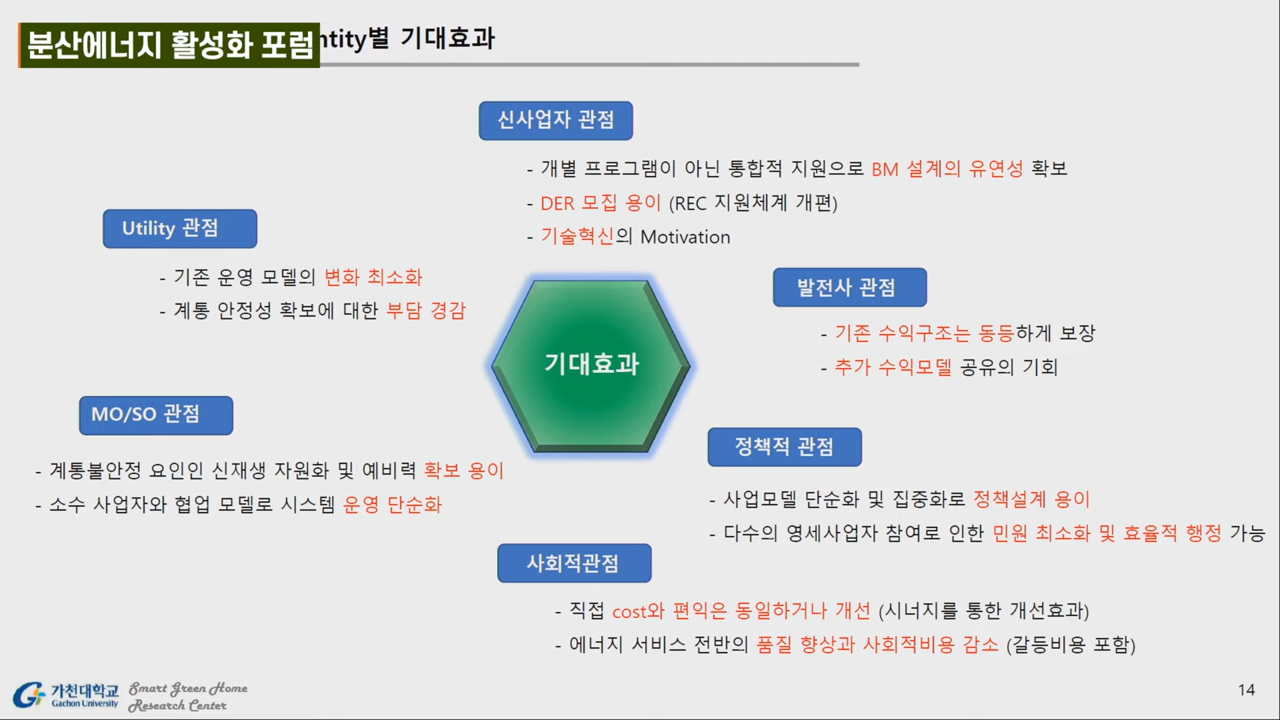 분산에너지 활성화 포럼
ntity별 기대효과
신사업자 관점
- 개별 프로그램이 아닌 통합적 지원으로 BM 설계의 유연성 확보
- DER 모집 용이 (REC 지원체계 개편)
- 기술혁신의 Motivation
Utility 관점
- 기존 운영 모델의 변화 최소화
- 계통 안정성 확보에 대한 부담 경감
발전사 관점
- 기존 수익구조는 동등하게 보장
- 추가 수익모델 공유의 기회
기대효과
MO/SO 관점
- 계통불안정 요인인 신재생 자원화 및 예비력 확보 용이
- 소수 사업자와 협업 모델로 시스템 운영 단순화
정책적 관점
- 사업모델 단순화 및 집중화로 정책설계 용이
- 다수의 영세사업자 참여로 인한 민원 최소화 및 효율적 행정 가능
사회적관점
- 직접 cost와 편익은 동일하거나 개선 (시너지를 통한 개선효과)
- 에너지 서비스 전반의 품질 향상과 사회적비용 감소 (갈등비용 포함)
가천대학교
Gachon University
Smart Green Home
Research Center
14